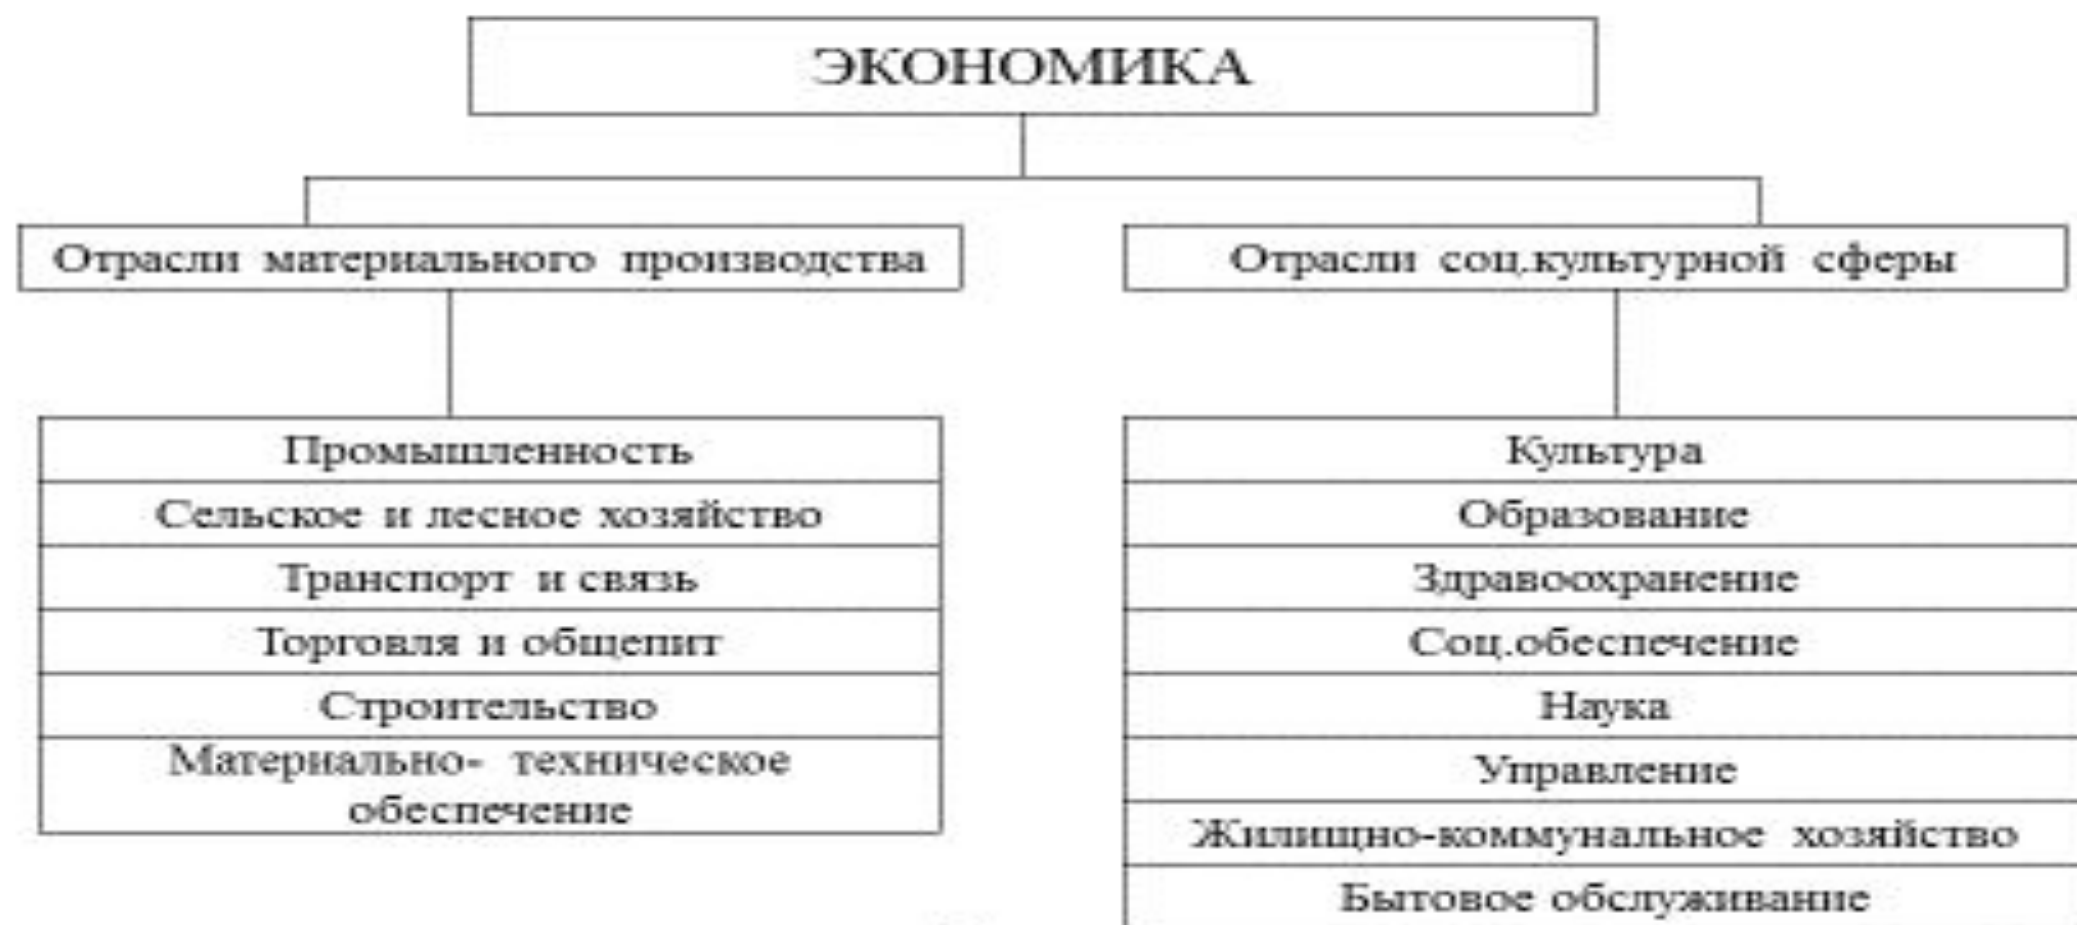 ЭКОНОМИКА
Отрасли материального производства
Отрасли соц.культурной сферы
Промышленность
Сельское и лесное хозяйство
Транспорт и связь
Торговля и общепит
Строительство
Материально- техническое
обеспечение
Культура
Образование
Здравоохранение
Соц.обеспечение
Наука
Управление
Жилищно-коммунальное хозяйство
Бытовое обслуживание